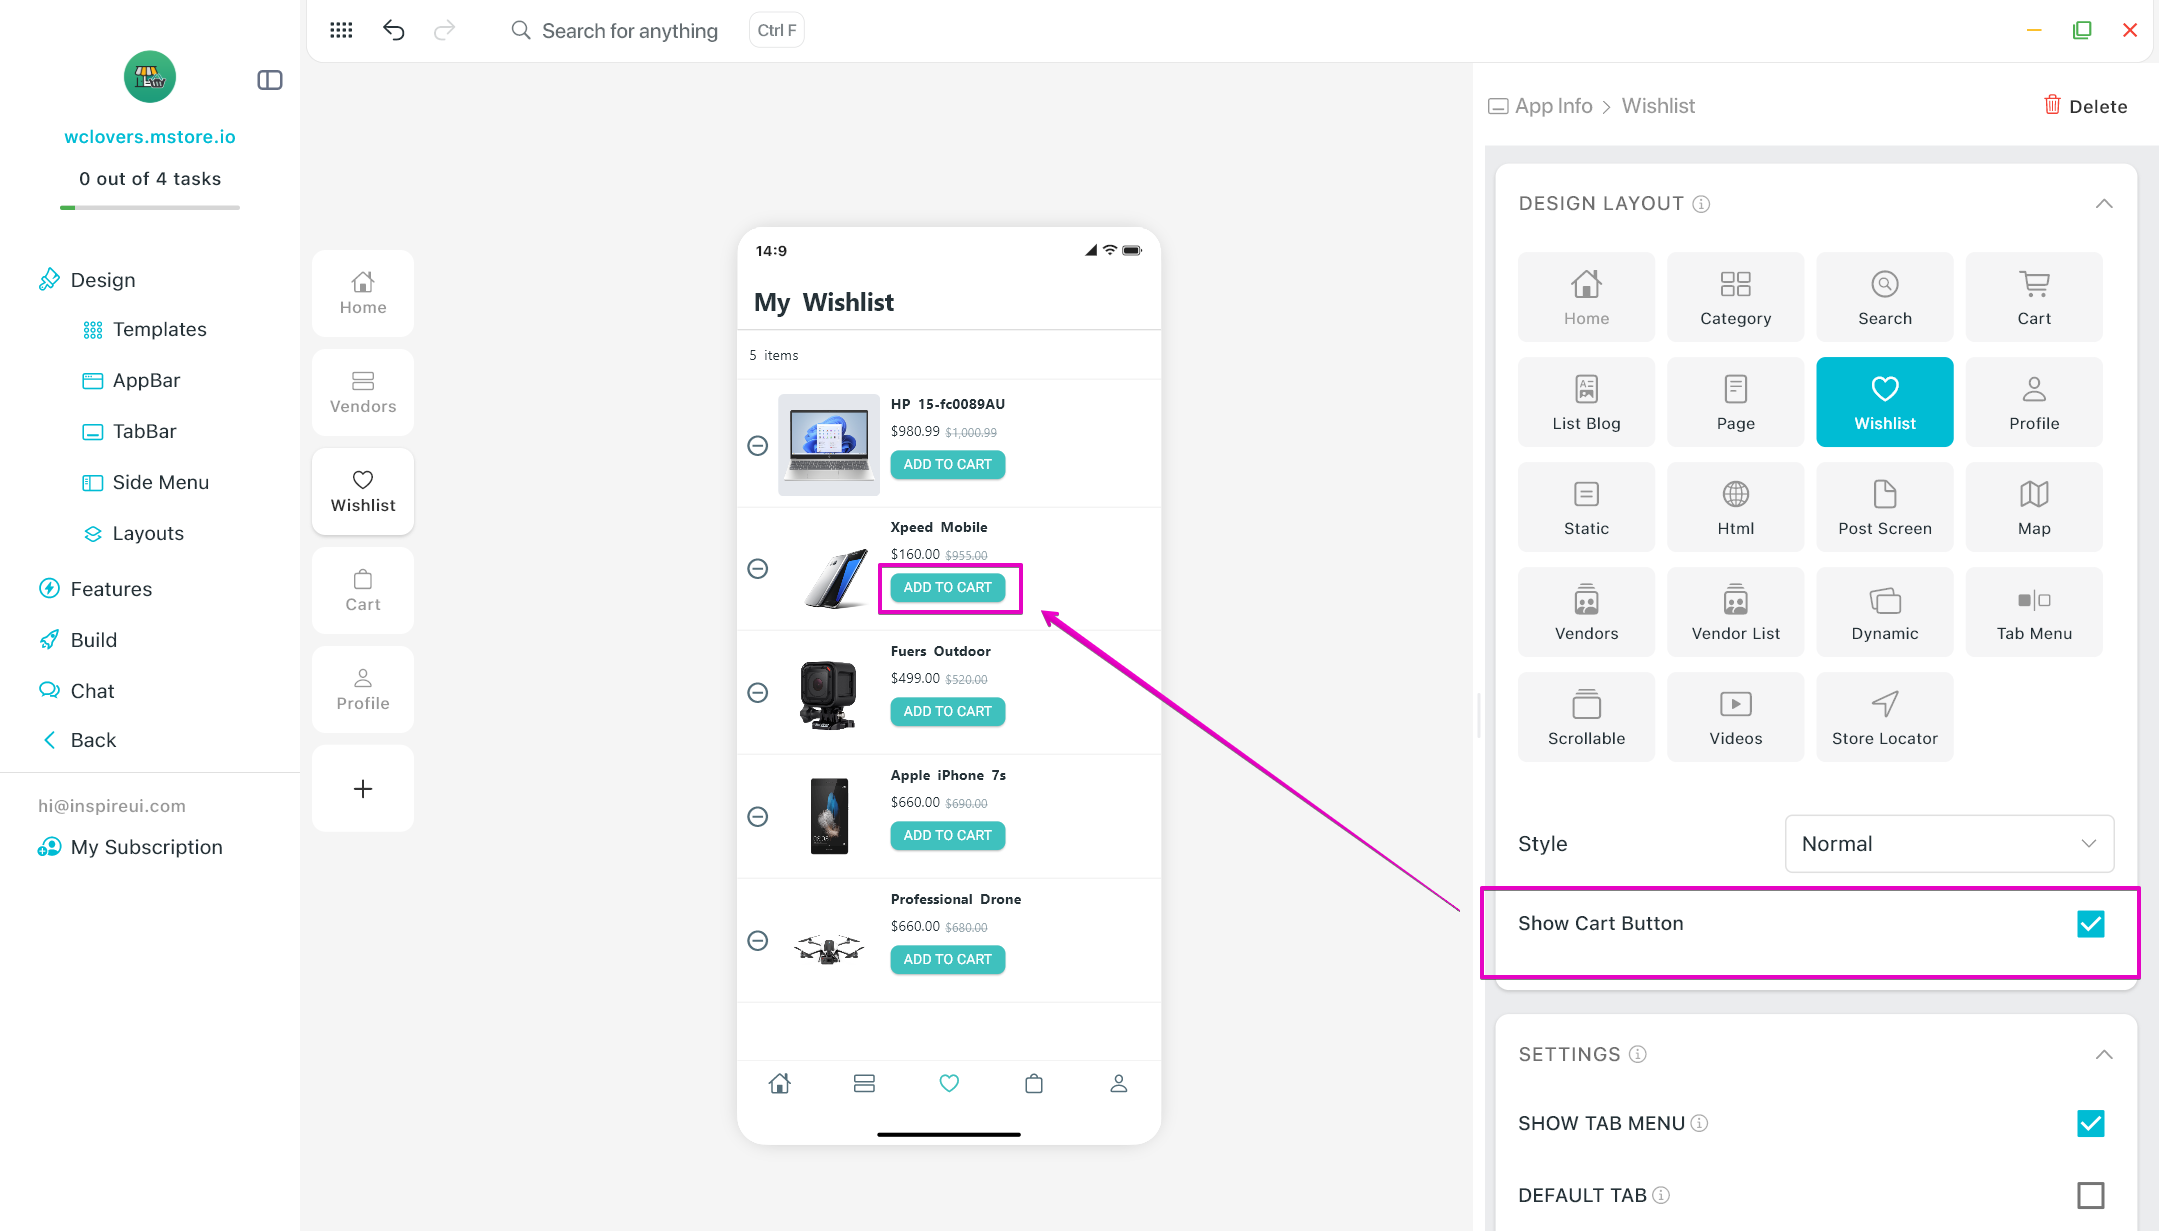 Search for anything
Ctrl F
wclovers.mstore.io
0 out of 4 tasks
Design
Templates
AppBar
TabBar
Side Menu
Layouts
Features
Build
Chat
Back
hi@inspireui.com
My Subscription
Home
Vendors
Wishlist
Cart
Profile
14:9
My Wishlist
5 items
HP 15-fc0089AU
$980.99 $1,000.99
ADD TO CART
Xpeed Mobile
$160.00 $955.00
ADD TO CART
Fuers Outdoor
$499.00 $520.00
ADD TO CART
Apple iPhone 7s
$660.00 $690.00
ADD TO CART
Professional Drone
$660.00 $680.00
ADD TO CART
App Info > Wishlist
Delete
DESIGN LAYOUT
Home
Category
Search
Cart
List Blog
Page
Wishlist
Profile
Static
Html
Post Screen
Map
Vendors
Vendor List
Dynamic
Tab Menu
Scrollable
Videos
Store Locator
Style
Normal
Show Cart Button
SETTINGS
SHOW TAB MENU
DEFAULT TAB